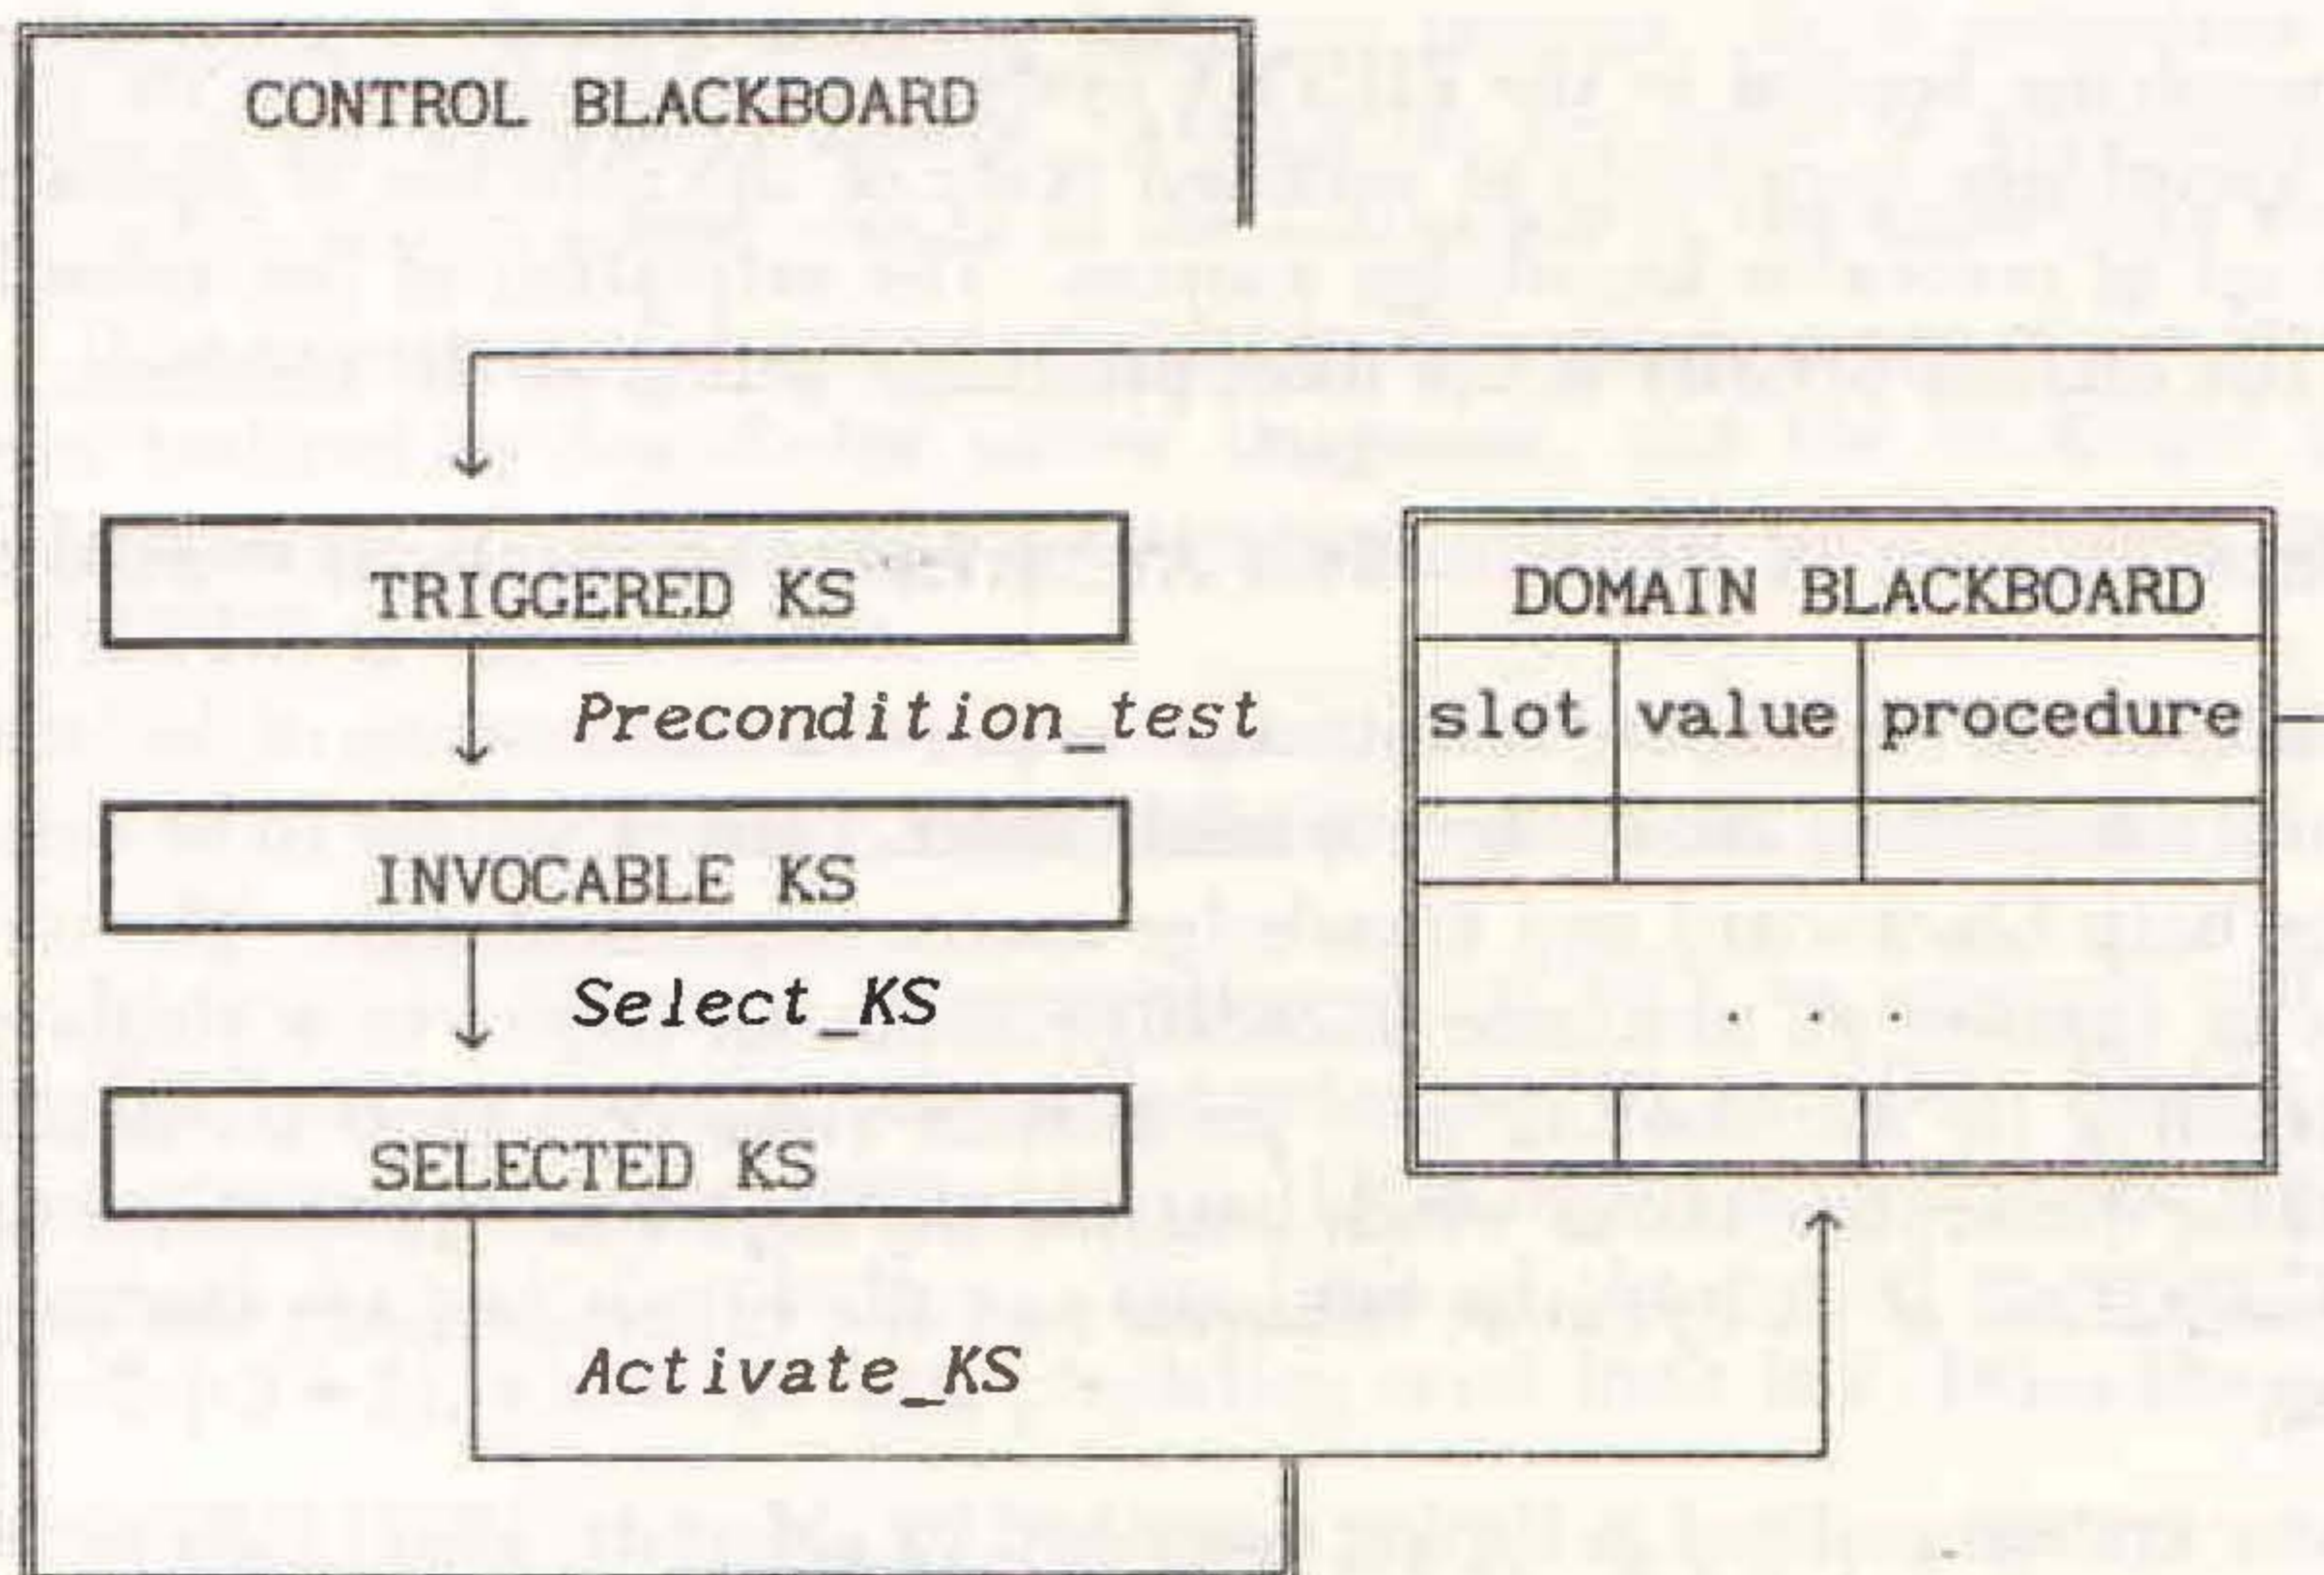 CONTROL BLACKBOARD
TRIGGERED KS
Precondition_test
INVOCABLE KS
Select_KS
SELECTED KS
Activate_KS
DOMAIN BLACKBOARD
slot value procedure
. . .